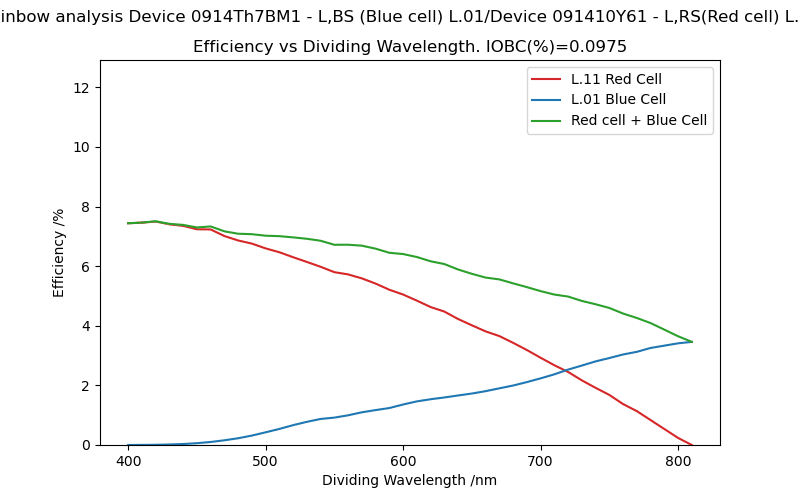 inbow analysis Device 0914Th7BM1 - L,BS (Blue cell) L.01/Device 091410Y61 - L,RS(Red cell) L.
Efficiency vs Dividing Wavelength. IOBC(%)=0.0975
L.11 Red Cell
L.01 Blue Cell
Red cell + Blue Cell
Efficiency /%
12
10
8
6
4
2
0
400 500 600 700 800
Dividing Wavelength /nm